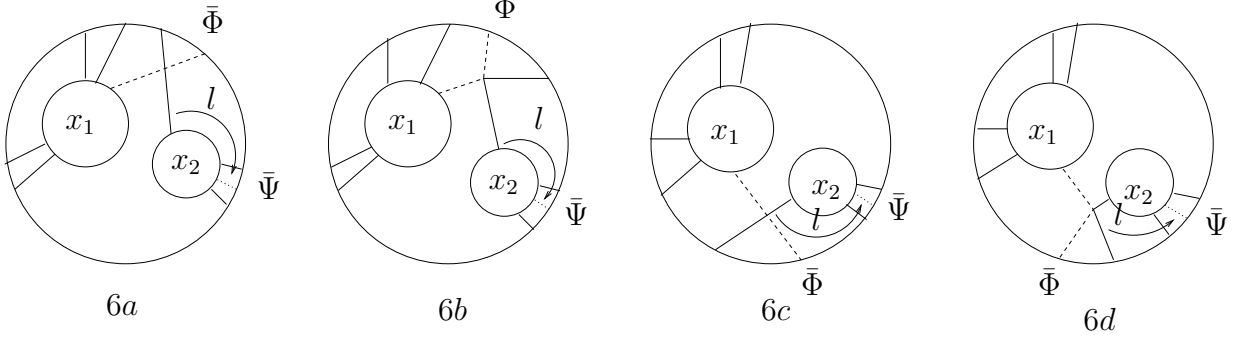 Φ̄ Φ
l l
x₁ x₁ x₁ x₁
x₂ x₂ x₂ x₂
Ψ̄ Ψ̄ Ψ̄ Ψ̄
l l
Φ̄ Φ̄
6a 6b 6c 6d